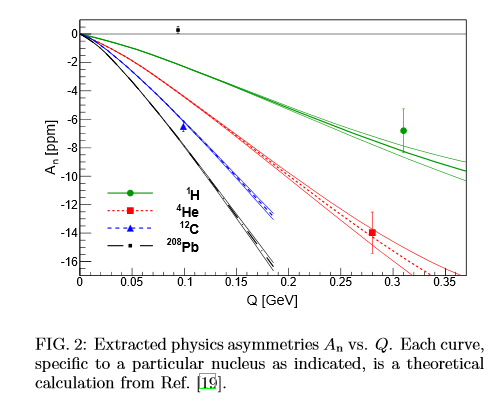 0
-2
-4
-6
-8
-10
-12
-14
-16
Aₙ [ppm]
¹H
⁴He
¹²C
²⁰⁸Pb
0 0.05 0.1 0.15 0.2 0.25 0.3 0.35
Q [GeV]
FIG. 2: Extracted physics asymmetries Aₙ vs. Q. Each curve,
specific to a particular nucleus as indicated, is a theoretical
calculation from Ref. [19].